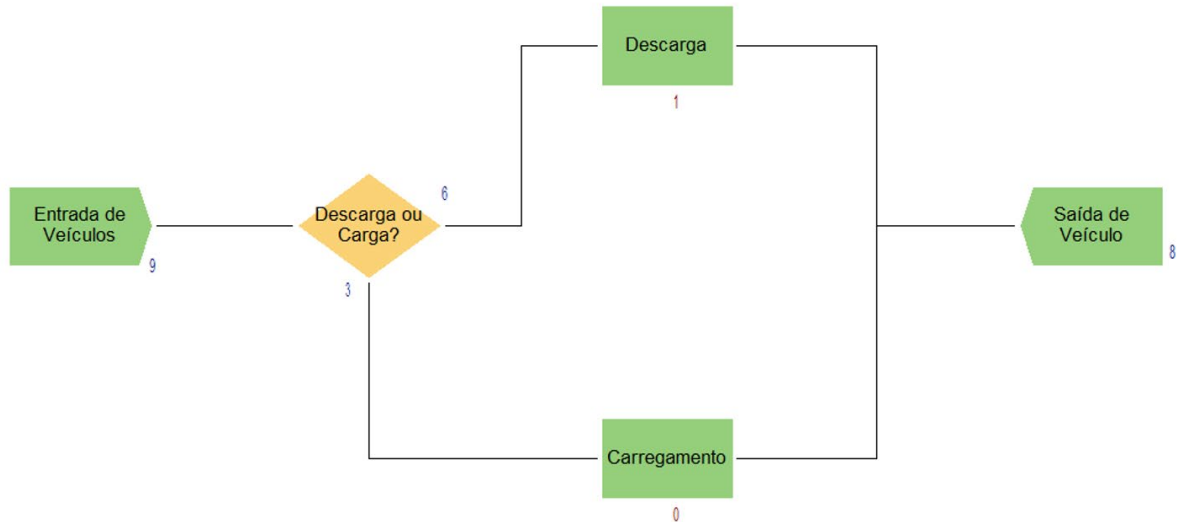 Descarga
1
Entrada de
Veículos
9
Descarga ou
Carga?
6
3
Saída de
Veículo
8
Carregamento
0